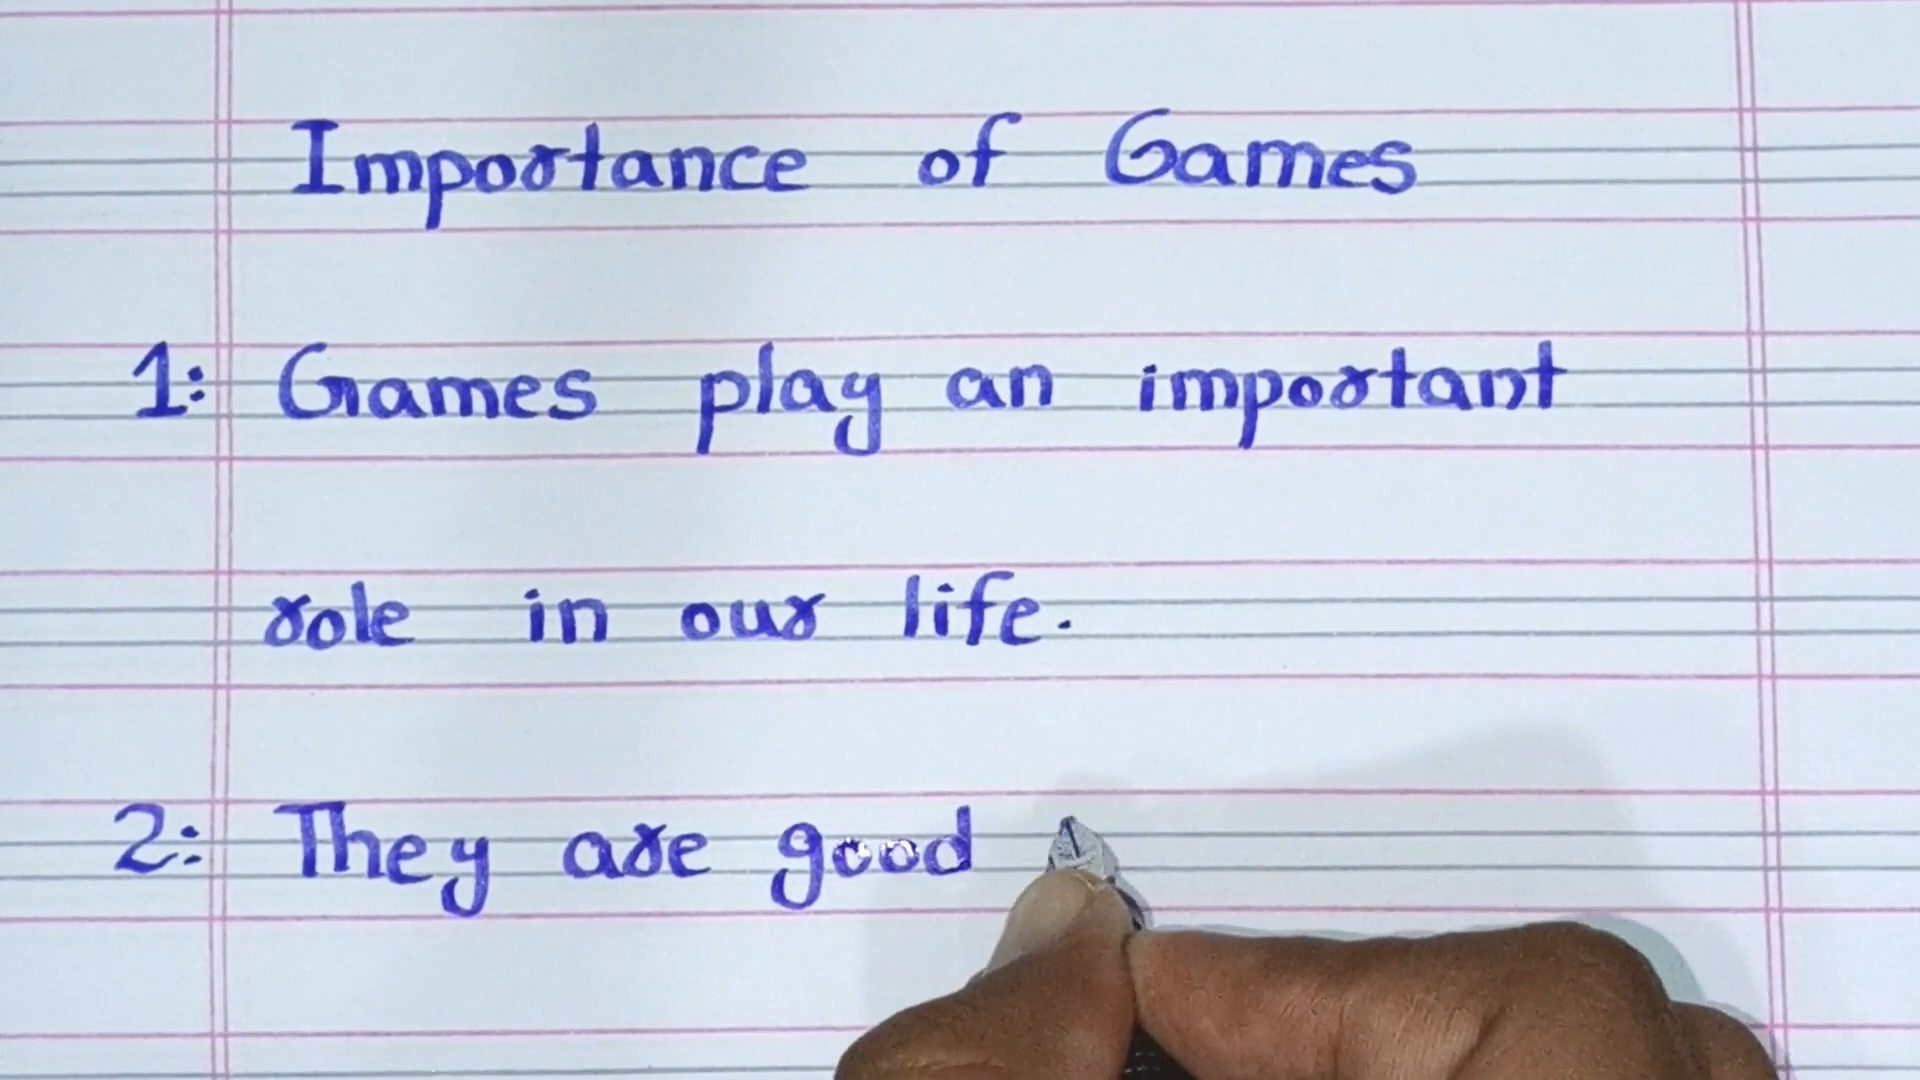 Importance of Games
1: Games play an important
role in our life.
2: They are good